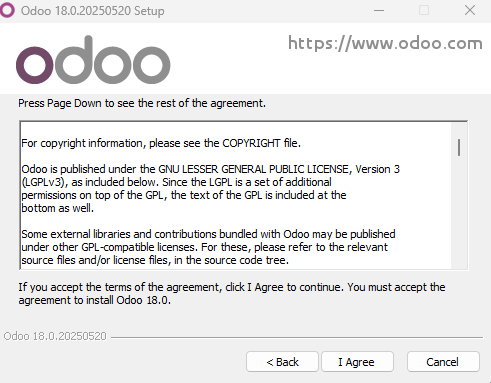 Odoo 18.0.20250520 Setup
odoo
https://www.odoo.com
Press Page Down to see the rest of the agreement.
For copyright information, please see the COPYRIGHT file.
Odoo is published under the GNU LESSER GENERAL PUBLIC LICENSE, Version 3
(LGPLv3), as included below. Since the LGPL is a set of additional
permissions on top of the GPL, the text of the GPL is included at the
bottom as well.
Some external libraries and contributions bundled with Odoo may be published
under other GPL-compatible licenses. For these, please refer to the relevant
source files and/or license files, in the source code tree.
If you accept the terms of the agreement, click I Agree to continue. You must accept the
agreement to install Odoo 18.0.
Odoo 18.0.20250520
< Back
I Agree
Cancel